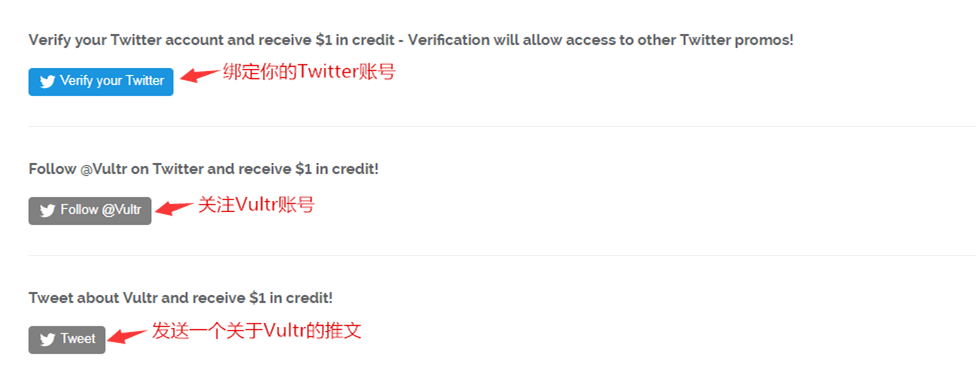 Verify your Twitter account and receive $1 in credit - Verification will allow access to other Twitter promos!
Verify your Twitter 绑定你的Twitter账号
Follow @Vultr on Twitter and receive $1 in credit!
Follow @Vultr 关注Vultr账号
Tweet about Vultr and receive $1 in credit!
Tweet 发送一个关于Vultr的推文